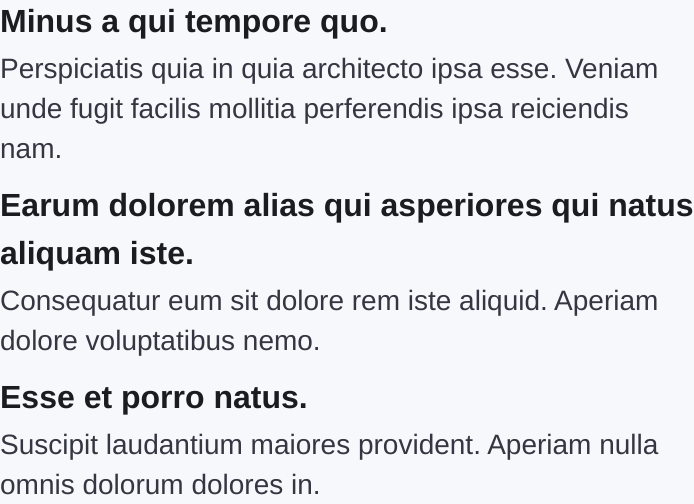 Minus a qui tempore quo.
Perspiciatis quia in quia architecto ipsa esse. Veniam
unde fugit facilis mollitia perferendis ipsa reiciendis
nam.
Earum dolorem alias qui asperiores qui natus
aliquam iste.
Consequatur eum sit dolore rem iste aliquid. Aperiam
dolore voluptatibus nemo.
Esse et porro natus.
Suscipit laudantium maiores provident. Aperiam nulla
omnis dolorum dolores in.